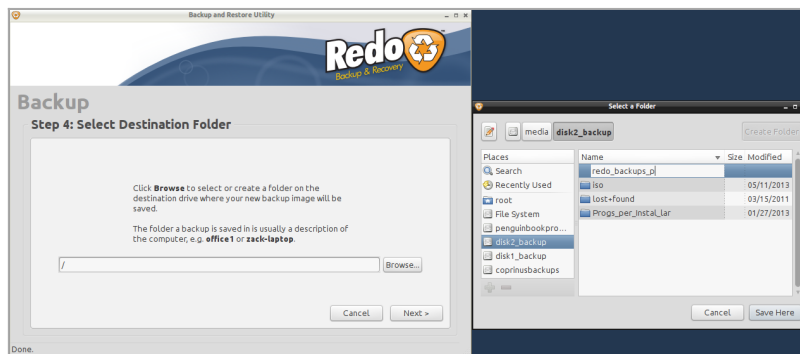 Backup and Restore Utility
Redo
Backup & Recovery
Backup
Step 4: Select Destination Folder
Click Browse to select or create a folder on the
destination drive where your new backup image will be
saved.
The folder a backup is saved in is usually a description of
the computer, e.g. office1 or zack-laptop.
/
Browse...
Cancel
Next >
Done.
Select a Folder
media
disk2_backup
Create Folder
Places
Search
Recently Used
root
File System
penguinbookpro...
disk2_backup
disk1_backup
coprinusbackups
Name
Size
Modified
redo_backups_p
iso
05/11/2013
lost+found
03/15/2011
Progs_per_Instal_lar
01/27/2013
Cancel
Save Here